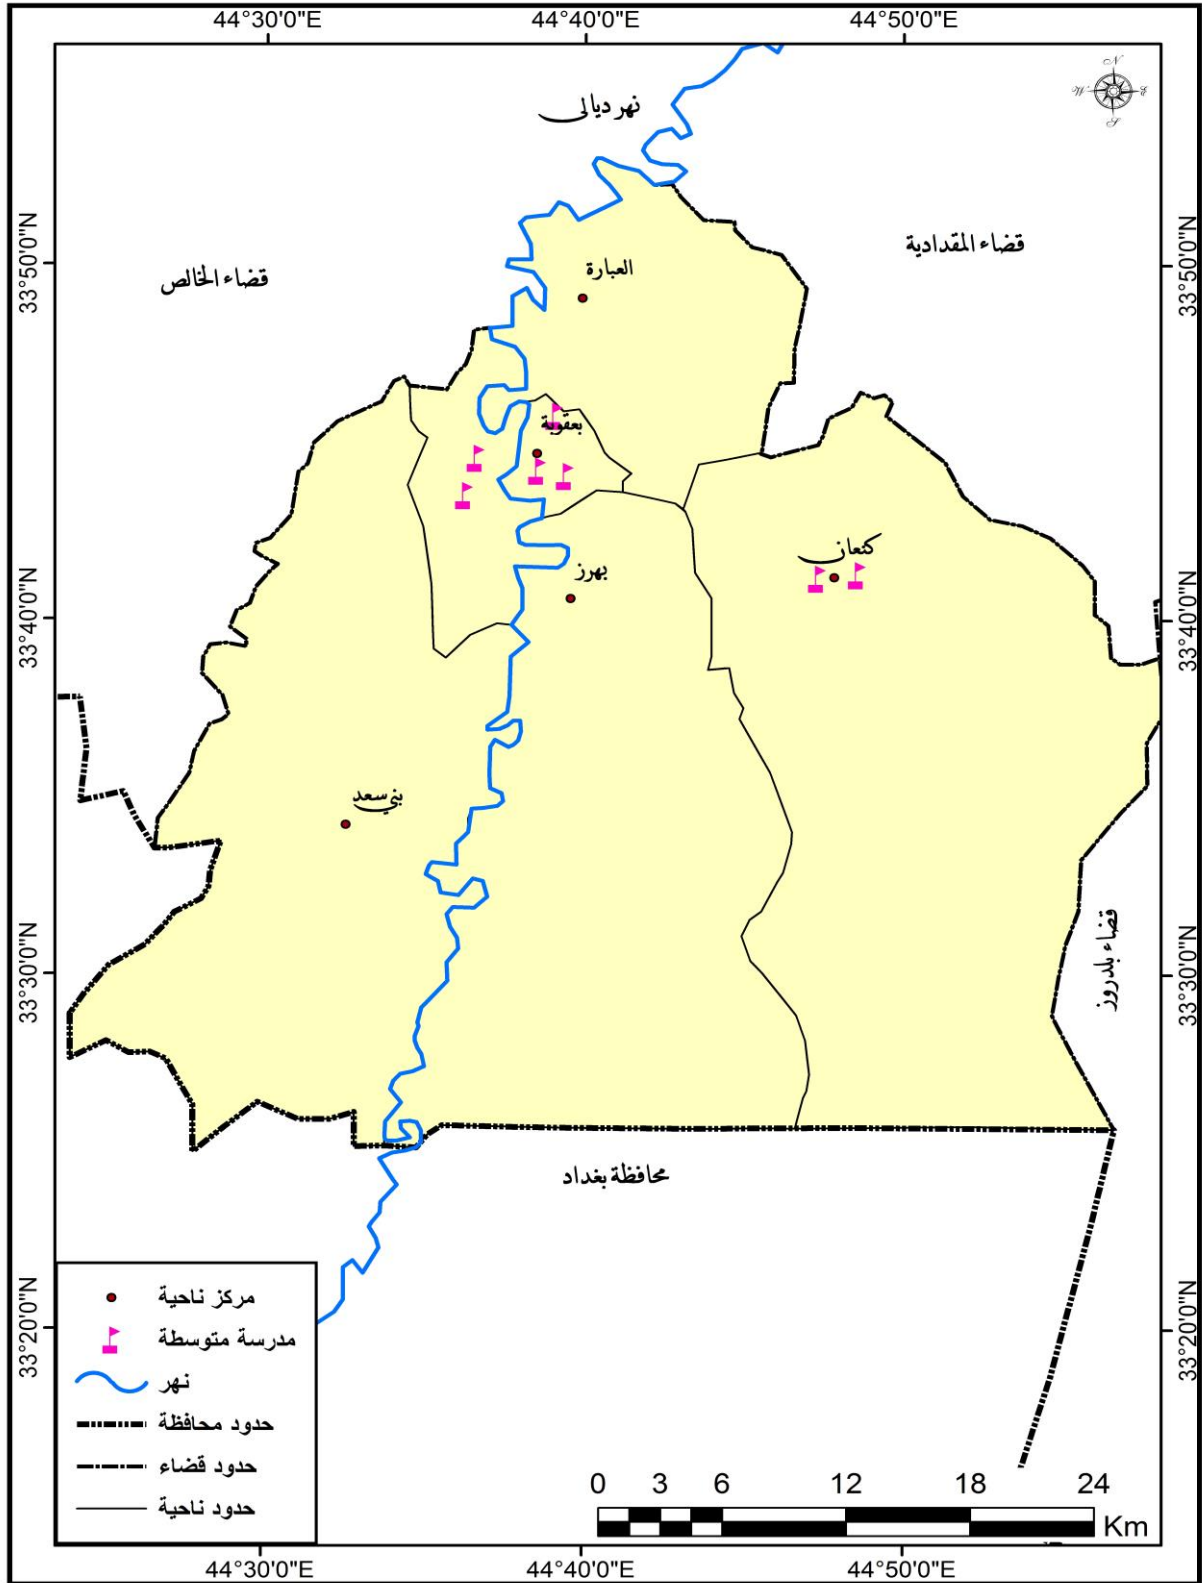 44°30'0"E
44°40'0"E
44°50'0"E
N
W
E
S
نهر ديالى
33°50'0"N
قضاء الخالص
قضاء المقدادية
33°50'0"N
العبارة
بعقوبة
كنعان
بهرز
33°40'0"N
33°40'0"N
بني سعد
33°30'0"N
قضاء بلدروز
33°30'0"N
محافظة بغداد
33°20'0"N
33°20'0"N
مركز ناحية
مدرسة متوسطة
نهر
حدود محافظة
حدود قضاء
حدود ناحية
0 3 6 12 18 24
Km
44°30'0"E
44°40'0"E
44°50'0"E